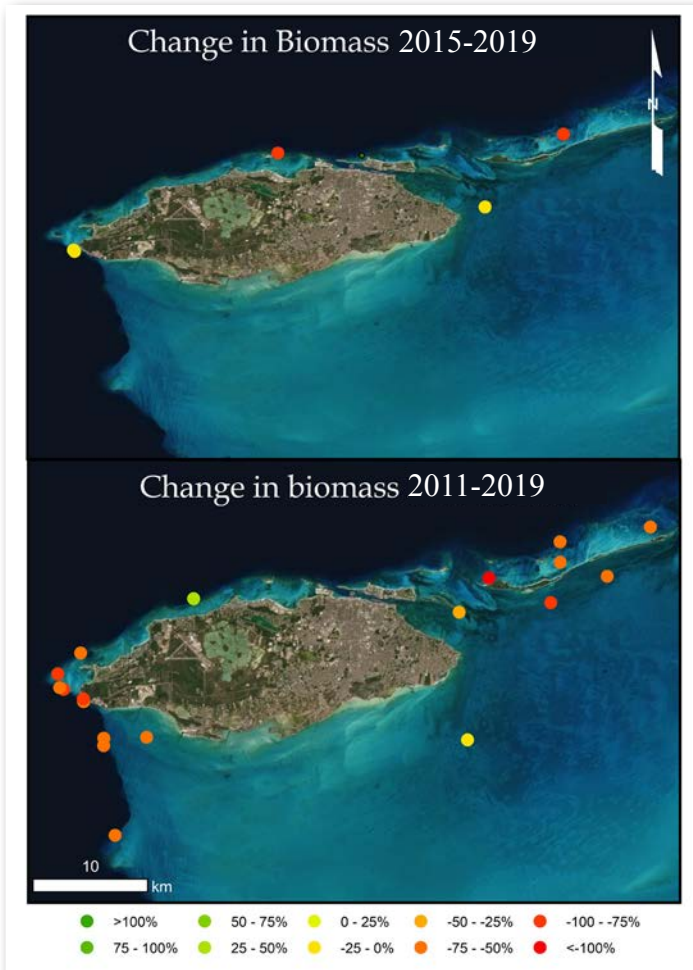 Change in Biomass 2015-2019
N
Change in biomass 2011-2019
10
km
>100% 50 - 75% 0 - 25% -50 - -25% -100 - -75%
75 - 100% 25 - 50% -25 - 0% -75 - -50% <-100%